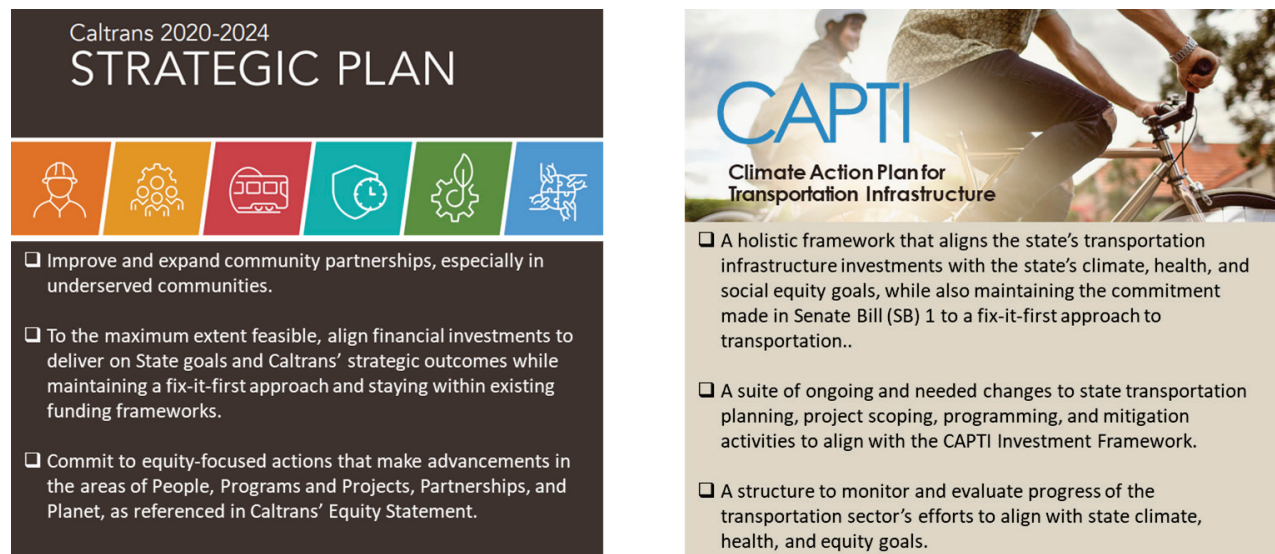 Caltrans 2020-2024
STRATEGIC PLAN
❑ Improve and expand community partnerships, especially in
underserved communities.
❑ To the maximum extent feasible, align financial investments to
deliver on State goals and Caltrans’ strategic outcomes while
maintaining a fix-it-first approach and staying within existing
funding frameworks.
❑ Commit to equity-focused actions that make advancements in
the areas of People, Programs and Projects, Partnerships, and
Planet, as referenced in Caltrans’ Equity Statement.
CAPTI
Climate Action Plan for
Transportation Infrastructure
❑ A holistic framework that aligns the state’s transportation
infrastructure investments with the state’s climate, health, and
social equity goals, while also maintaining the commitment
made in Senate Bill (SB) 1 to a fix-it-first approach to
transportation..
❑ A suite of ongoing and needed changes to state transportation
planning, project scoping, programming, and mitigation
activities to align with the CAPTI Investment Framework.
❑ A structure to monitor and evaluate progress of the
transportation sector’s efforts to align with state climate,
health, and equity goals.